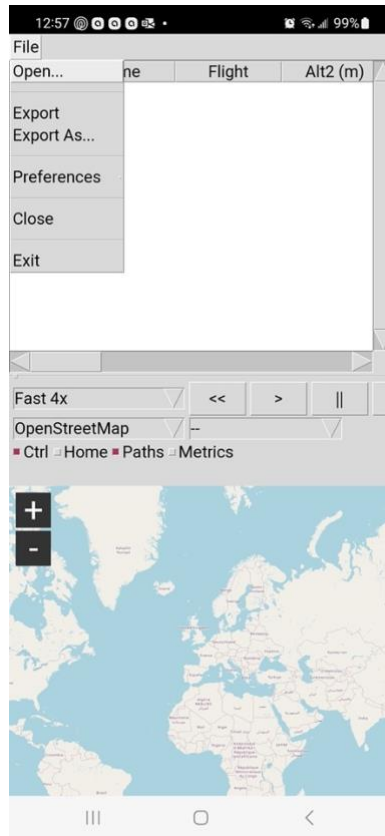 12:57 99%
File
Open... ne Flight Alt2 (m)
Export
Export As...
Preferences
Close
Exit
Fast 4x << > ||
OpenStreetMap --
Ctrl Home Paths Metrics
+
-